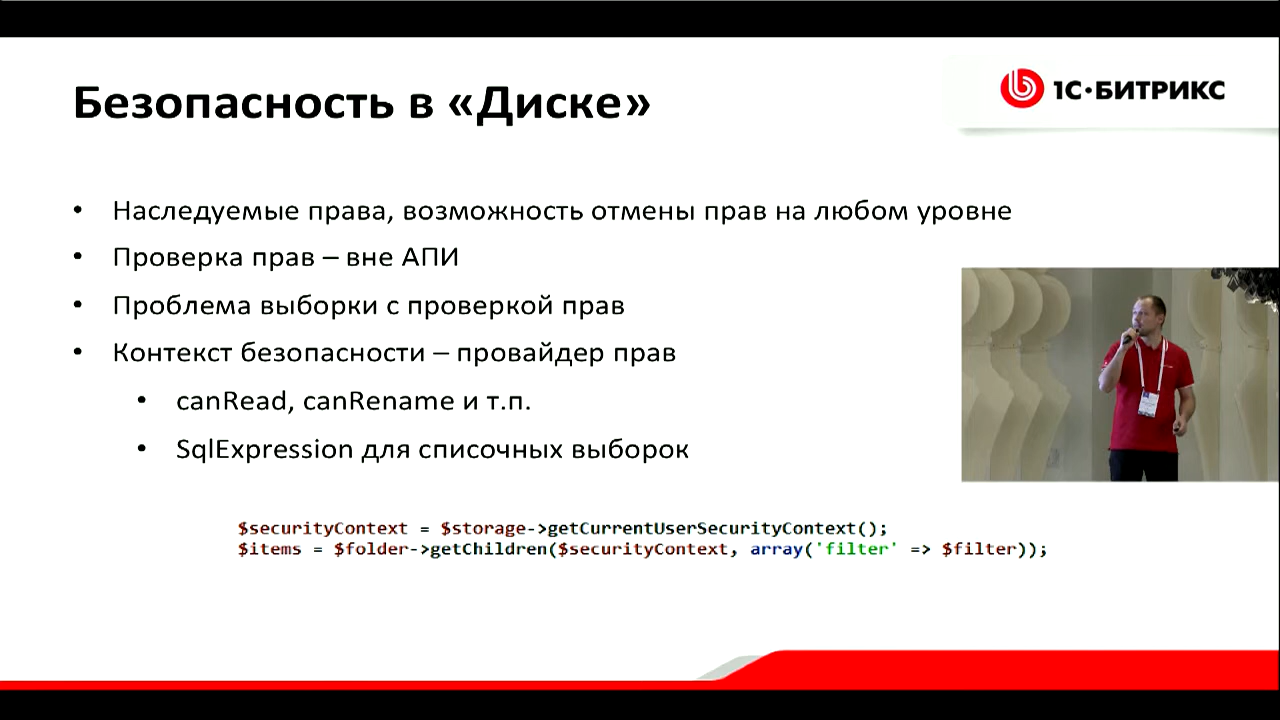 Безопасность в «Диске»
1С·БИТРИКС
• Наследуемые права, возможность отмены прав на любом уровне
• Проверка прав – вне АПИ
• Проблема выборки с проверкой прав
• Контекст безопасности – провайдер прав
• canRead, canRename и т.п.
• SqlExpression для списочных выборок
$securityContext = $storage->getCurrentUserSecurityContext();
$items = $folder->getChildren($securityContext, array('filter' => $filter));